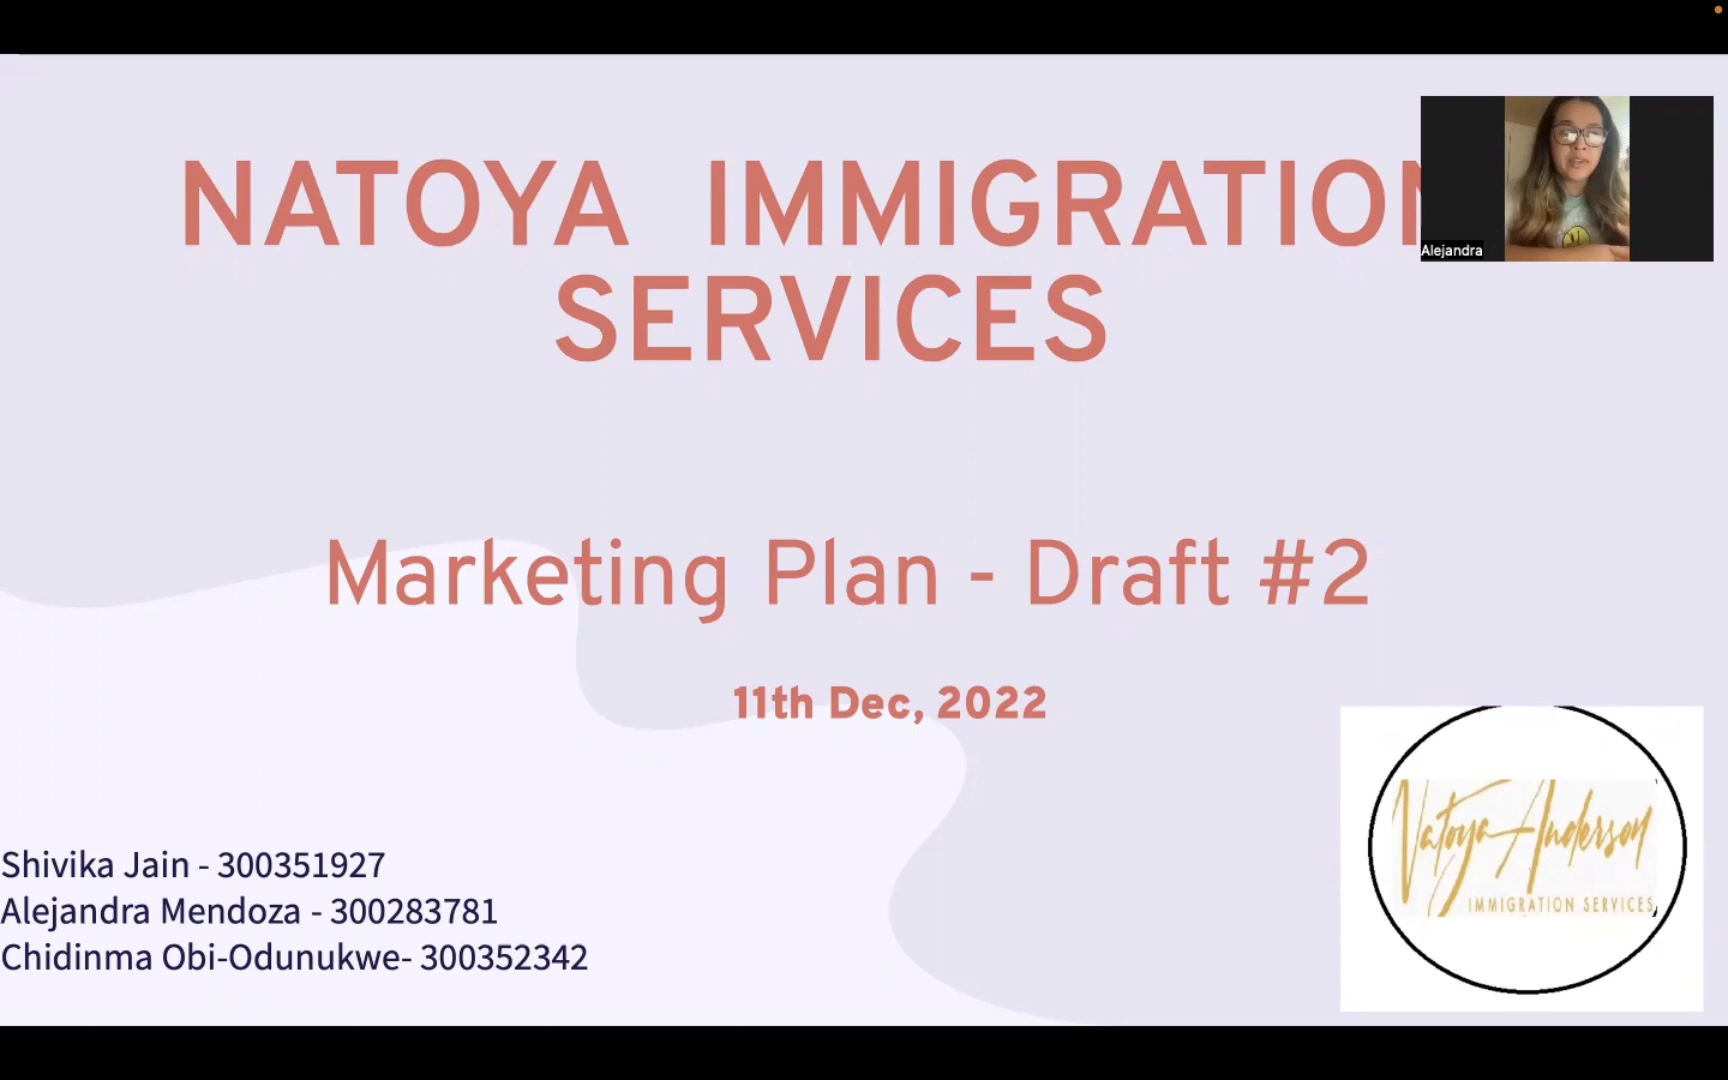 NATOYA IMMIGRATION
SERVICES
Alejandra
Marketing Plan - Draft #2
11th Dec, 2022
Shivika Jain - 300351927
Alejandra Mendoza - 300283781
Chidinma Obi-Odunukwe- 300352342
Natoya Anderson
IMMIGRATION SERVICES